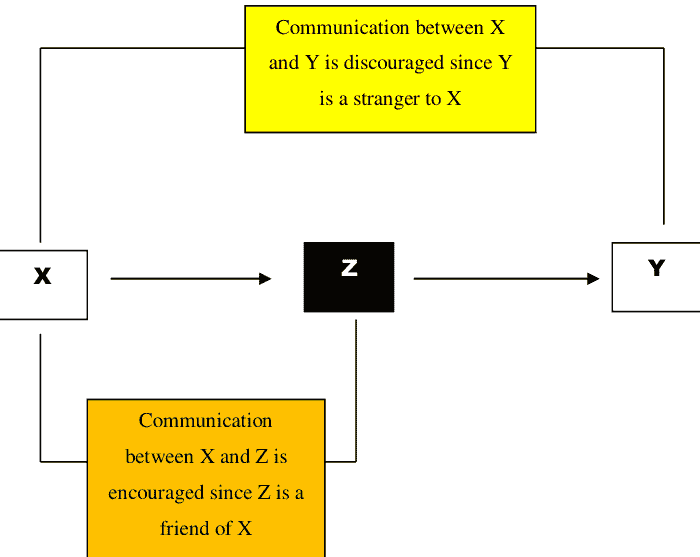 Communication between X
and Y is discouraged since Y
is a stranger to X
X
Z
Y
Communication
between X and Z is
encouraged since Z is a
friend of X